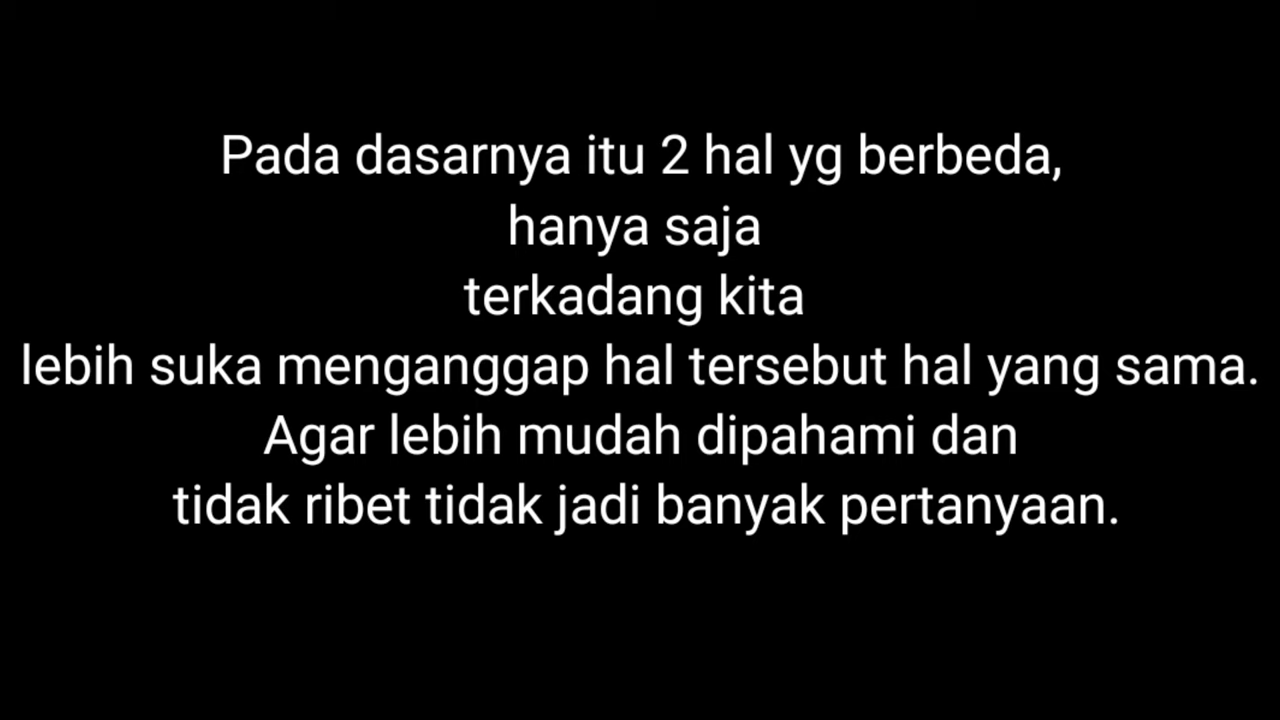 Pada dasarnya itu 2 hal yg berbeda,
hanya saja
terkadang kita
lebih suka menganggap hal tersebut hal yang sama.
Agar lebih mudah dipahami dan
tidak ribet tidak jadi banyak pertanyaan.